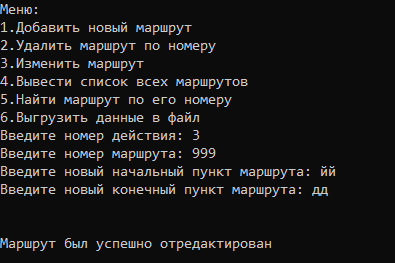 Меню:
1.Добавить новый маршрут
2.Удалить маршрут по номеру
3.Изменить маршрут
4.Вывести список всех маршрутов
5.Найти маршрут по его номеру
6.Выгрузить данные в файл
Введите номер действия: 3
Введите номер маршрута: 999
Введите новый начальный пункт маршрута: йй
Введите новый конечный пункт маршрута: дд
Маршрут был успешно отредактирован